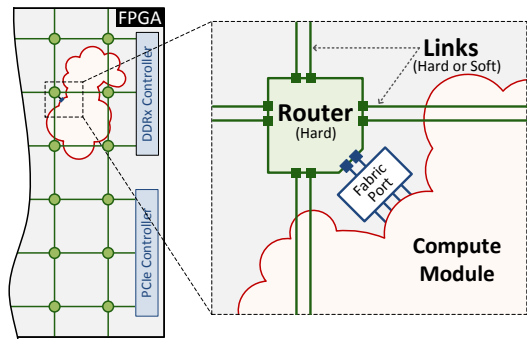 FPGA
DDRx Controller
PCIe Controller
Links
(Hard or Soft)
Router
(Hard)
Fabric
Port
Compute
Module